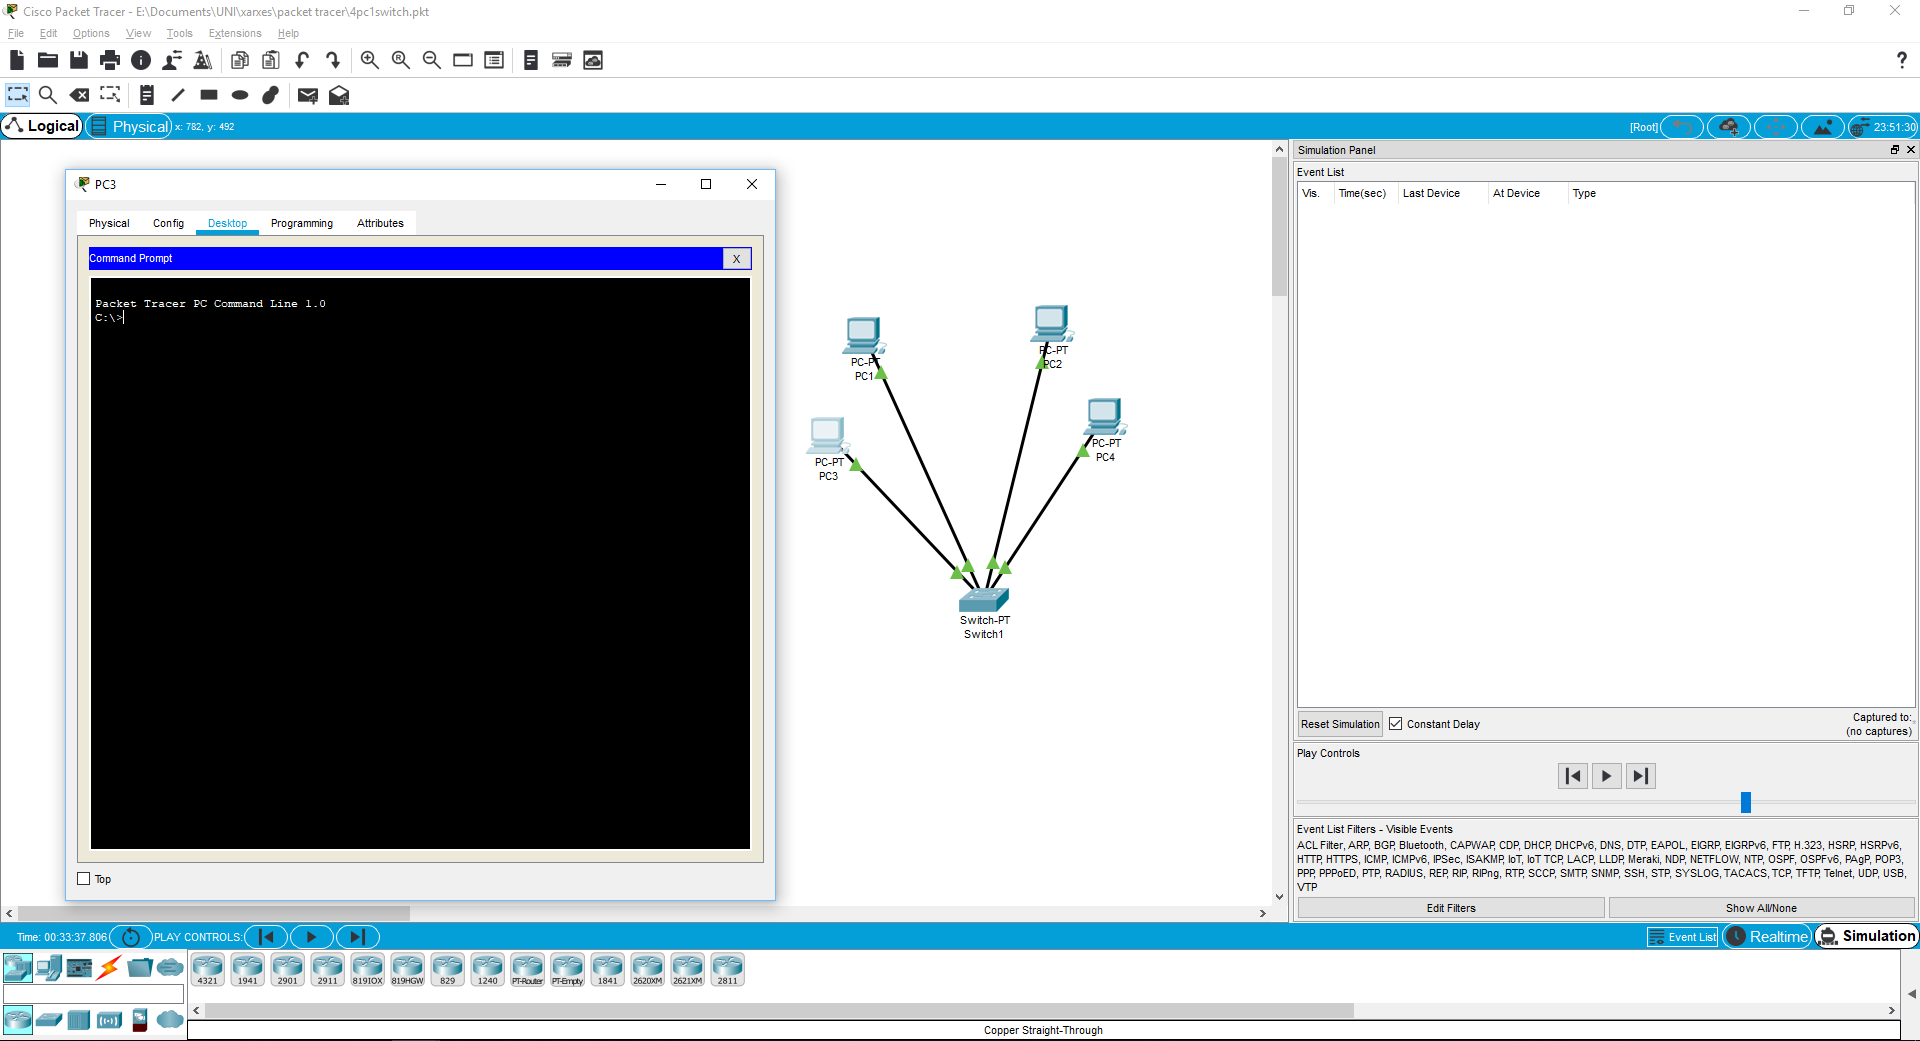 Cisco Packet Tracer - E:\Documents\UNI\xarxes\packet tracer\4pc1switch.pkt
File Edit Options View Tools Extensions Help
Logical Physical x: 782, y: 492 [Root] 23:51:30
PC3
Physical Config Desktop Programming Attributes
Command Prompt X
Packet Tracer PC Command Line 1.0
C:\>
Top
PC-PT
PC1
PC-PT
PC2
PC-PT
PC3
PC-PT
PC4
Switch-PT
Switch1
Simulation Panel
Event List
Vis. Time(sec) Last Device At Device Type
Reset Simulation Constant Delay Captured to:
(no captures)
Play Controls
Event List Filters - Visible Events
ACL Filter, ARP, BGP, Bluetooth, CAPWAP, CDP, DHCP, DHCPv6, DNS, DTP, EAPOL, EIGRP, EIGRPv6, FTP, H.323, HSRP, HSRPv6,
HTTP, HTTPS, ICMP, ICMPv6, IPSec, ISAKMP, IoT, IoT TCP, LACP, LLDP, Meraki, NDP, NETFLOW, NTP, OSPF, OSPFv6, PAgP, POP3,
PPP, PPPoED, PTP, RADIUS, REP, RIP, RIPng, RTP, SCCP, SMTP, SNMP, SSH, STP, SYSLOG, TACACS, TCP, TFTP, Telnet, UDP, USB,
VTP
Edit Filters Show All/None
Time: 00:33:37.806 PLAY CONTROLS: Event List Realtime Simulation
4321 1941 2901 2911 819IOX 819HGW 829 1240 PT-Router PT-Empty 1841 2620XM 2621XM 2811
Copper Straight-Through